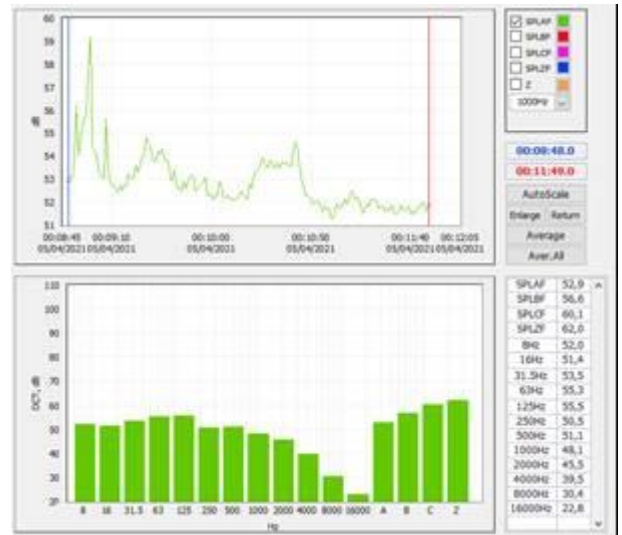 60
59
58
57
56
55
54
53
52
51
dB
00:08:45 00:09:10 00:10:00 00:10:50 00:11:40 00:12:05
05/04/2021 05/04/2021 05/04/2021 05/04/2021 05/04/2021 05/04/2021
SPLAF
SPLBF
SPLCF
SPLZF
Z
1000Hz
00:08:48.0
00:11:49.0
AutoScale
Enlarge Return
Average
Aver.All
110
100
90
80
70
60
50
40
30
20
ОСТ, dB
8 16 31.5 63 125 250 500 1000 2000 4000 8000 16000 A B C Z
Hz
SPLAF 52,9
SPLBF 56,6
SPLCF 60,1
SPLZF 62,0
8Hz 52,0
16Hz 51,4
31.5Hz 53,5
63Hz 55,3
125Hz 55,5
250Hz 50,5
500Hz 51,1
1000Hz 48,1
2000Hz 45,5
4000Hz 39,5
8000Hz 30,4
16000Hz 22,8